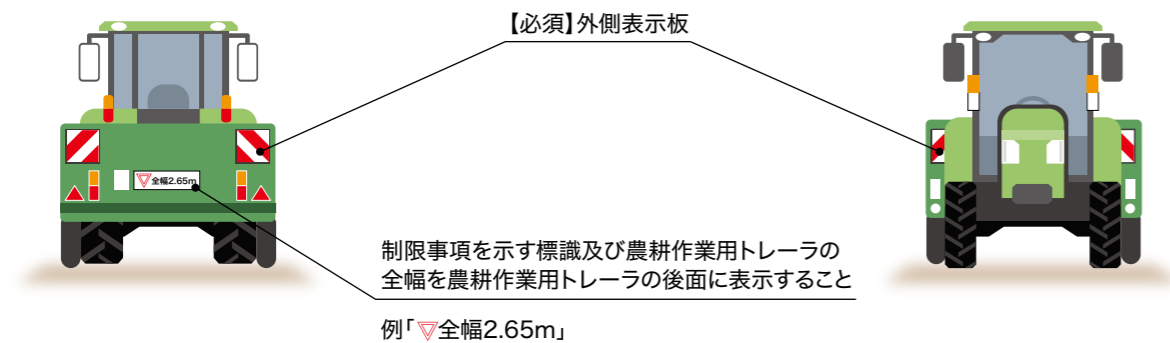 【必須】外側表示板
▽全幅2.65m
制限事項を示す標識及び農耕作業用トレーラの
全幅を農耕作業用トレーラの後面に表示すること
例「▽全幅2.65m」